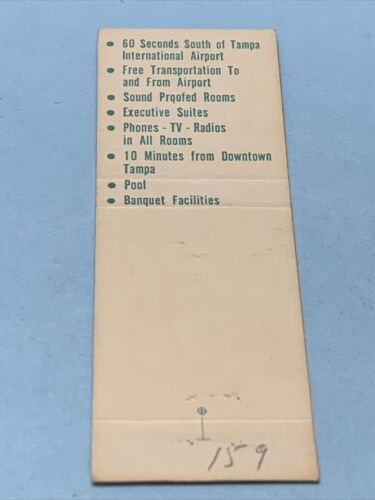 • 60 Seconds South of Tampa
International Airport
• Free Transportation To
and From Airport
• Sound Proofed Rooms
• Executive Suites
• Phones - TV - Radios
in All Rooms
• 10 Minutes from Downtown
Tampa
• Pool
• Banquet Facilities
159